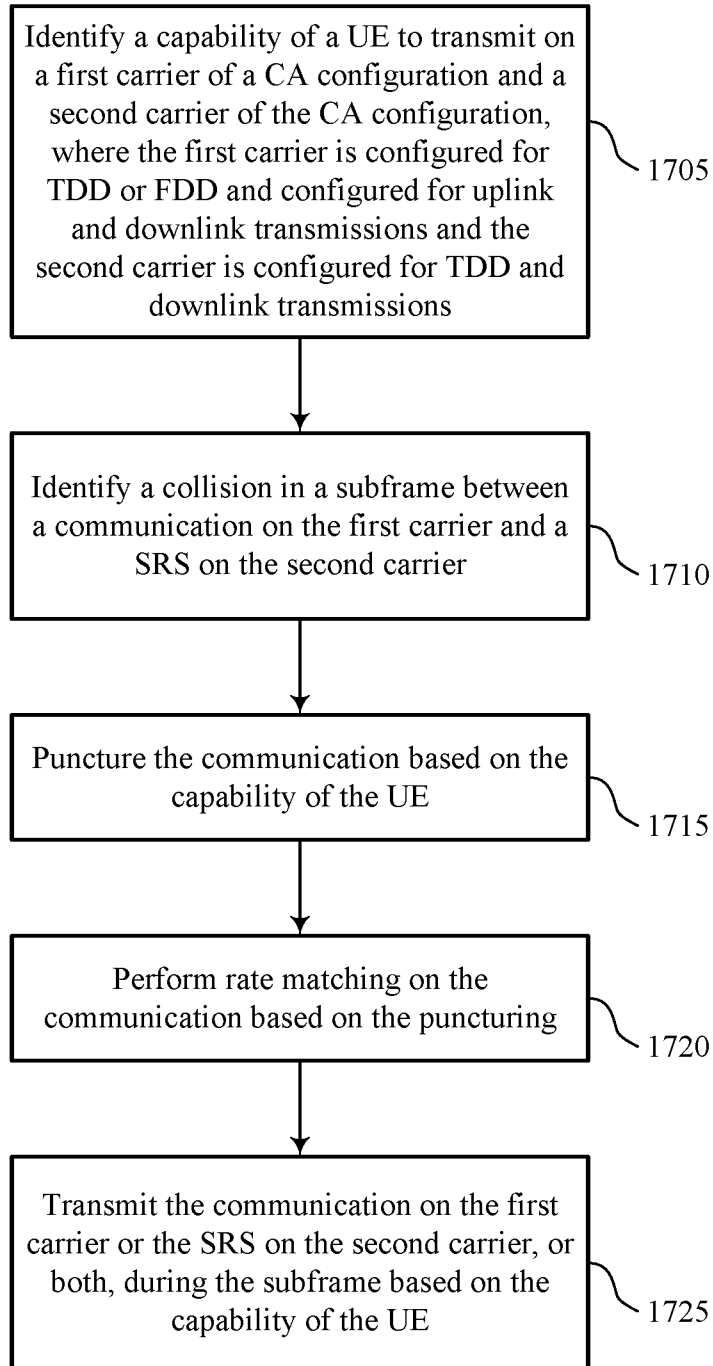 Identify a capability of a UE to transmit on
a first carrier of a CA configuration and a
second carrier of the CA configuration,
where the first carrier is configured for
TDD or FDD and configured for uplink
and downlink transmissions and the
second carrier is configured for TDD and
downlink transmissions
1705
Identify a collision in a subframe between
a communication on the first carrier and a
SRS on the second carrier
1710
Puncture the communication based on the
capability of the UE
1715
Perform rate matching on the
communication based on the puncturing
1720
Transmit the communication on the first
carrier or the SRS on the second carrier, or
both, during the subframe based on the
capability of the UE
1725